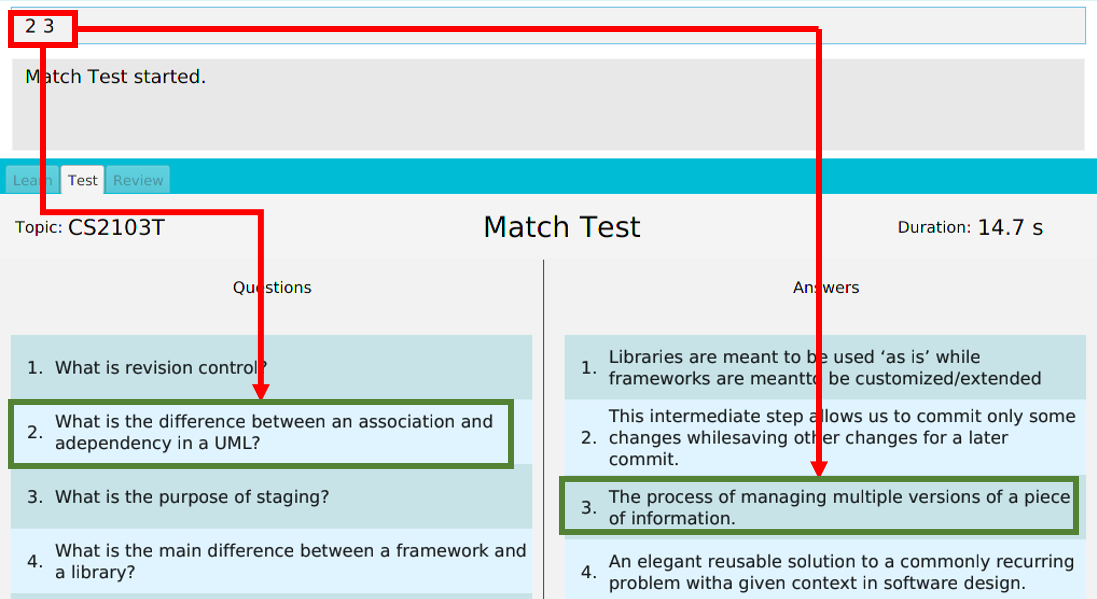 2 3
Match Test started.
Learn Test Review
Topic: CS2103T Match Test Duration: 14.7 s
Questions
Answers
1. What is revision control?
2. What is the difference between an association and
adependency in a UML?
3. What is the purpose of staging?
4. What is the main difference between a framework and
a library?
1. Libraries are meant to be used ‘as is’ while
frameworks are meantto be customized/extended
2. This intermediate step allows us to commit only some
changes whilesaving other changes for a later
commit.
3. The process of managing multiple versions of a piece
of information.
4. An elegant reusable solution to a commonly recurring
problem witha given context in software design.